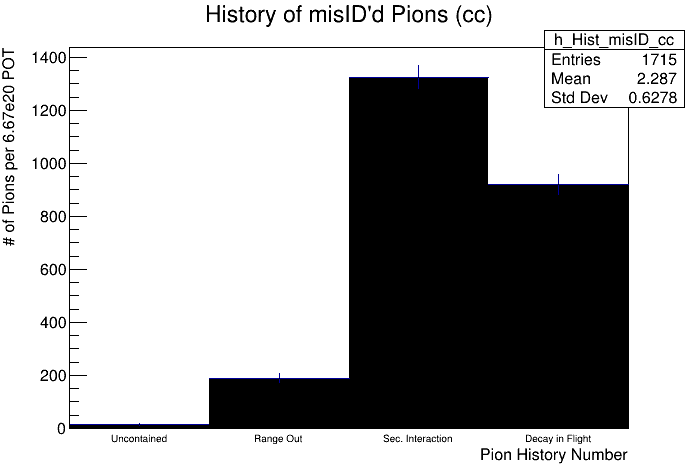 History of misID'd Pions (cc)
h_Hist_misID_cc
Entries 1715
Mean 2.287
Std Dev 0.6278
# of Pions per 6.67e20 POT
1400
1200
1000
800
600
400
200
0
Uncontained Range Out Sec. Interaction Decay in Flight
Pion History Number